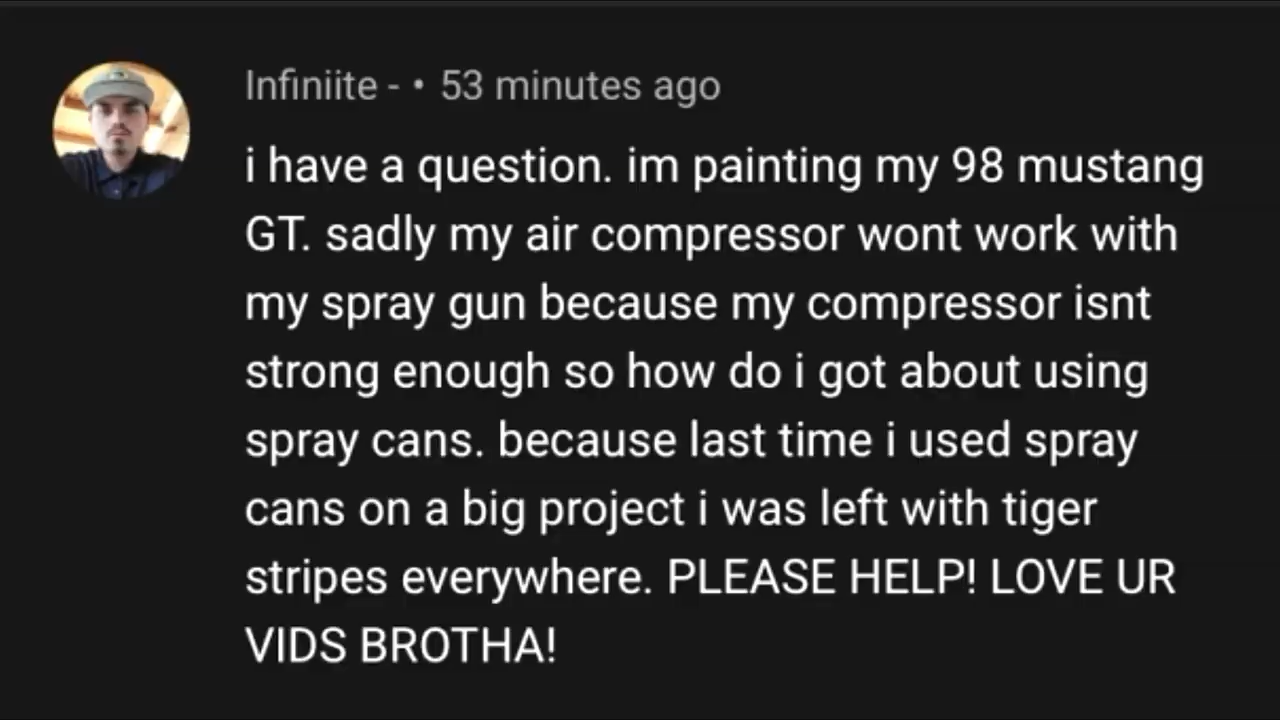 Infiniite - • 53 minutes ago
i have a question. im painting my 98 mustang
GT. sadly my air compressor wont work with
my spray gun because my compressor isnt
strong enough so how do i got about using
spray cans. because last time i used spray
cans on a big project i was left with tiger
stripes everywhere. PLEASE HELP! LOVE UR
VIDS BROTHA!